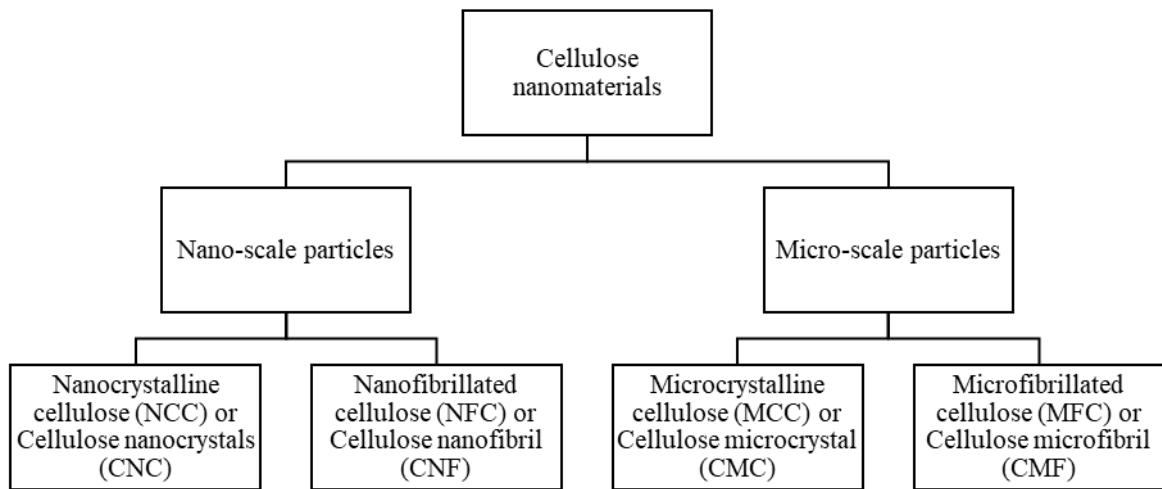 Cellulose
nanomaterials
Nano-scale particles
Micro-scale particles
Nanocrystalline
cellulose (NCC) or
Cellulose nanocrystals
(CNC)
Nanofibrillated
cellulose (NFC) or
Cellulose nanofibril
(CNF)
Microcrystalline
cellulose (MCC) or
Cellulose microcrystal
(CMC)
Microfibrillated
cellulose (MFC) or
Cellulose microfibril
(CMF)